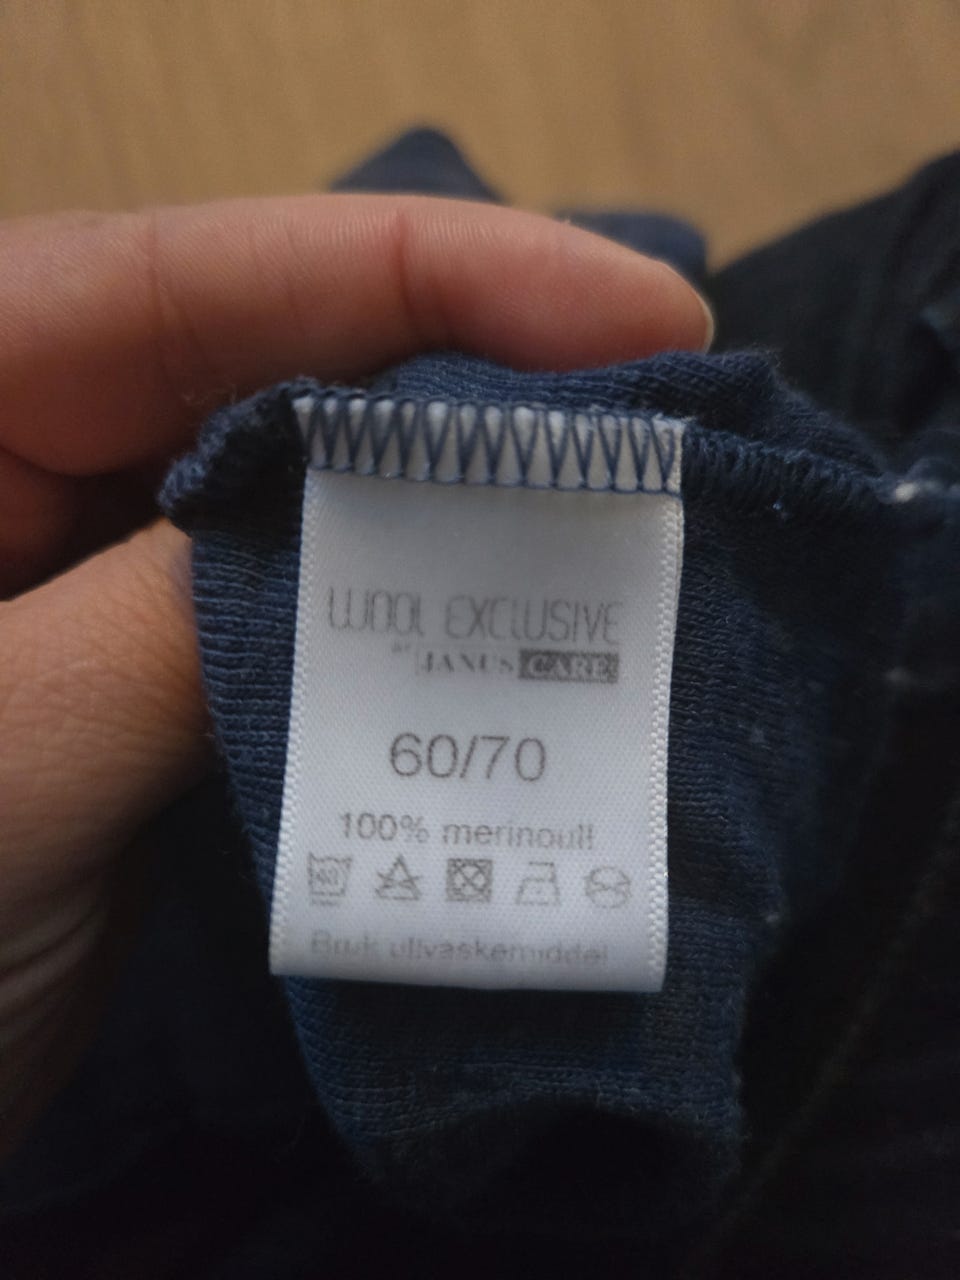 WOOL EXCLUSIVE
BY JANUS CARE
60/70
100% merinoull
40
Bruk ullvaskemiddel